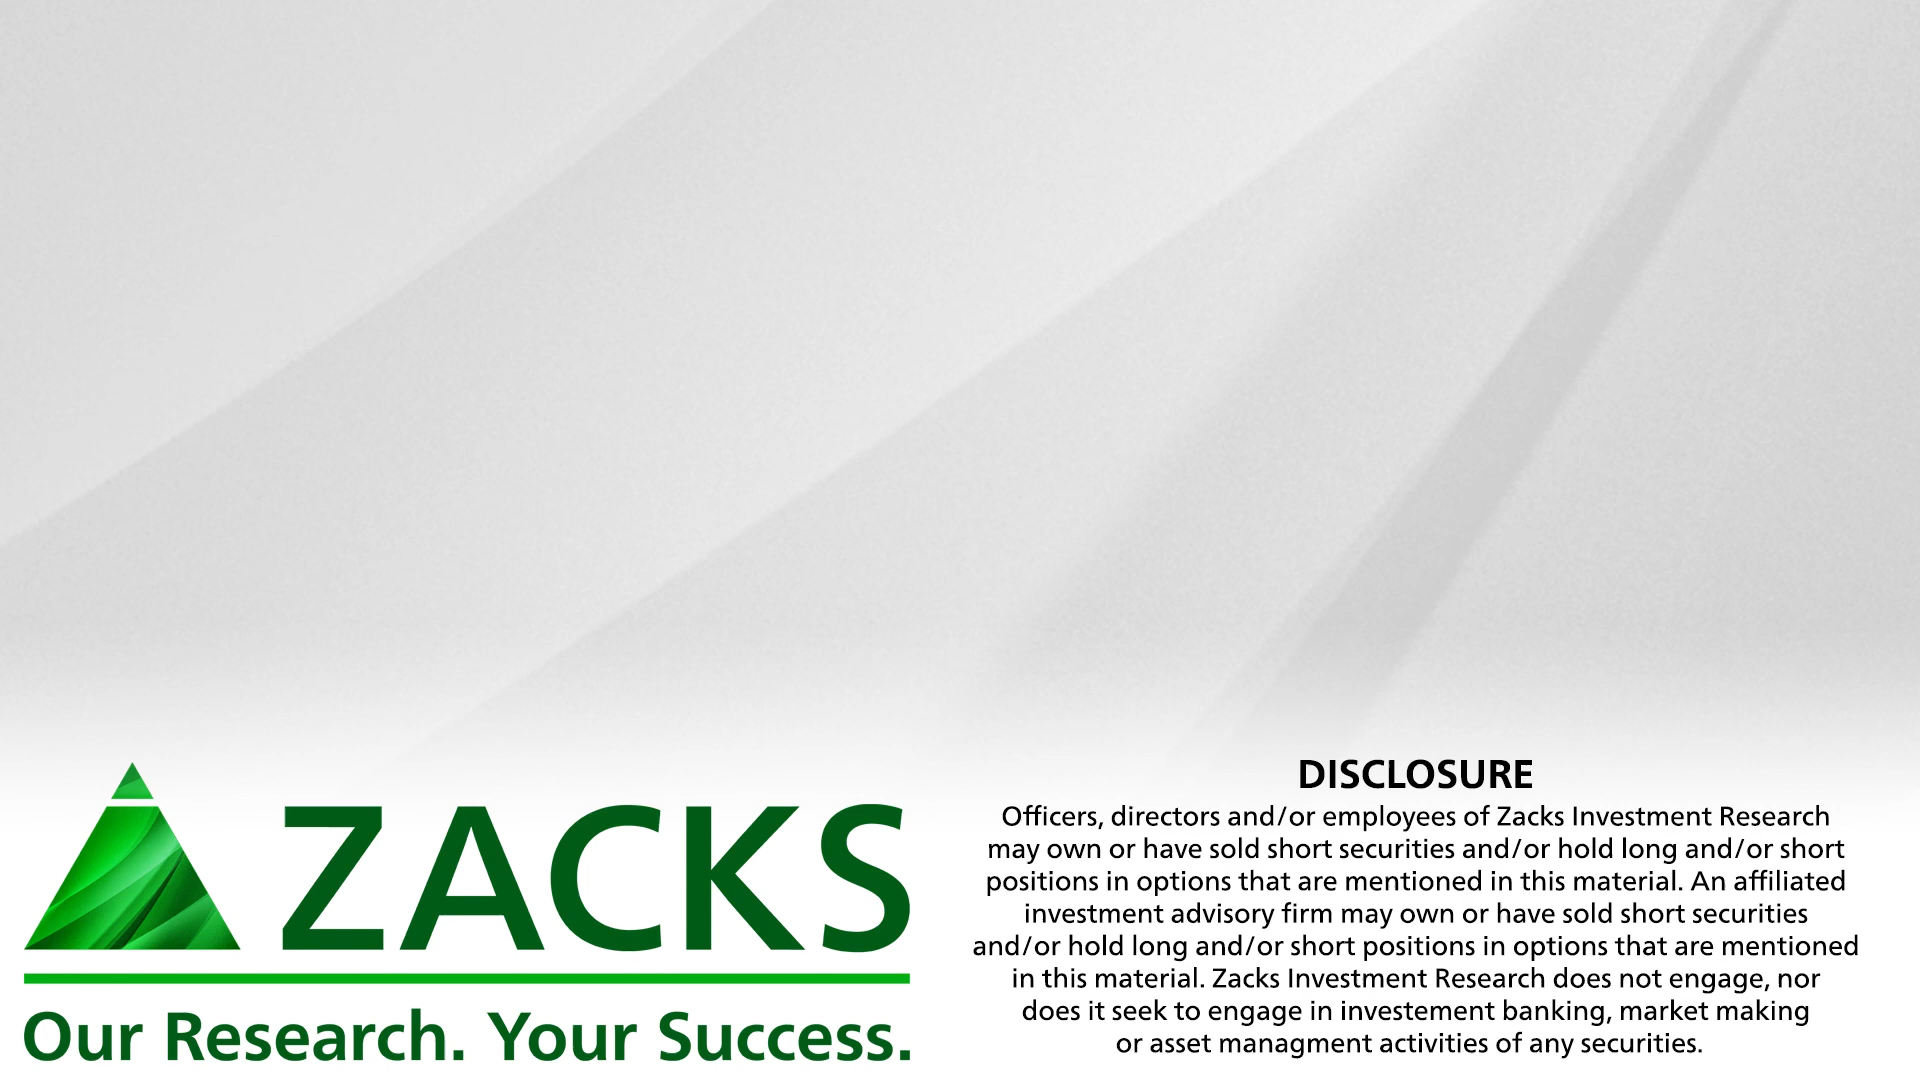 ZACKS
Our Research. Your Success.
DISCLOSURE
Officers, directors and/or employees of Zacks Investment Research
may own or have sold short securities and/or hold long and/or short
positions in options that are mentioned in this material. An affiliated
investment advisory firm may own or have sold short securities
and/or hold long and/or short positions in options that are mentioned
in this material. Zacks Investment Research does not engage, nor
does it seek to engage in investement banking, market making
or asset managment activities of any securities.